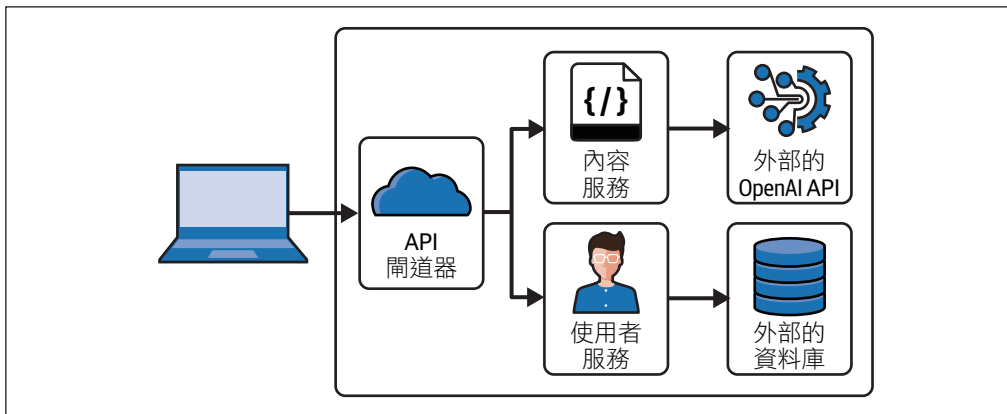 {/}
內容
服務
外部的
OpenAI API
API
閘道器
使用者
服務
外部的
資料庫